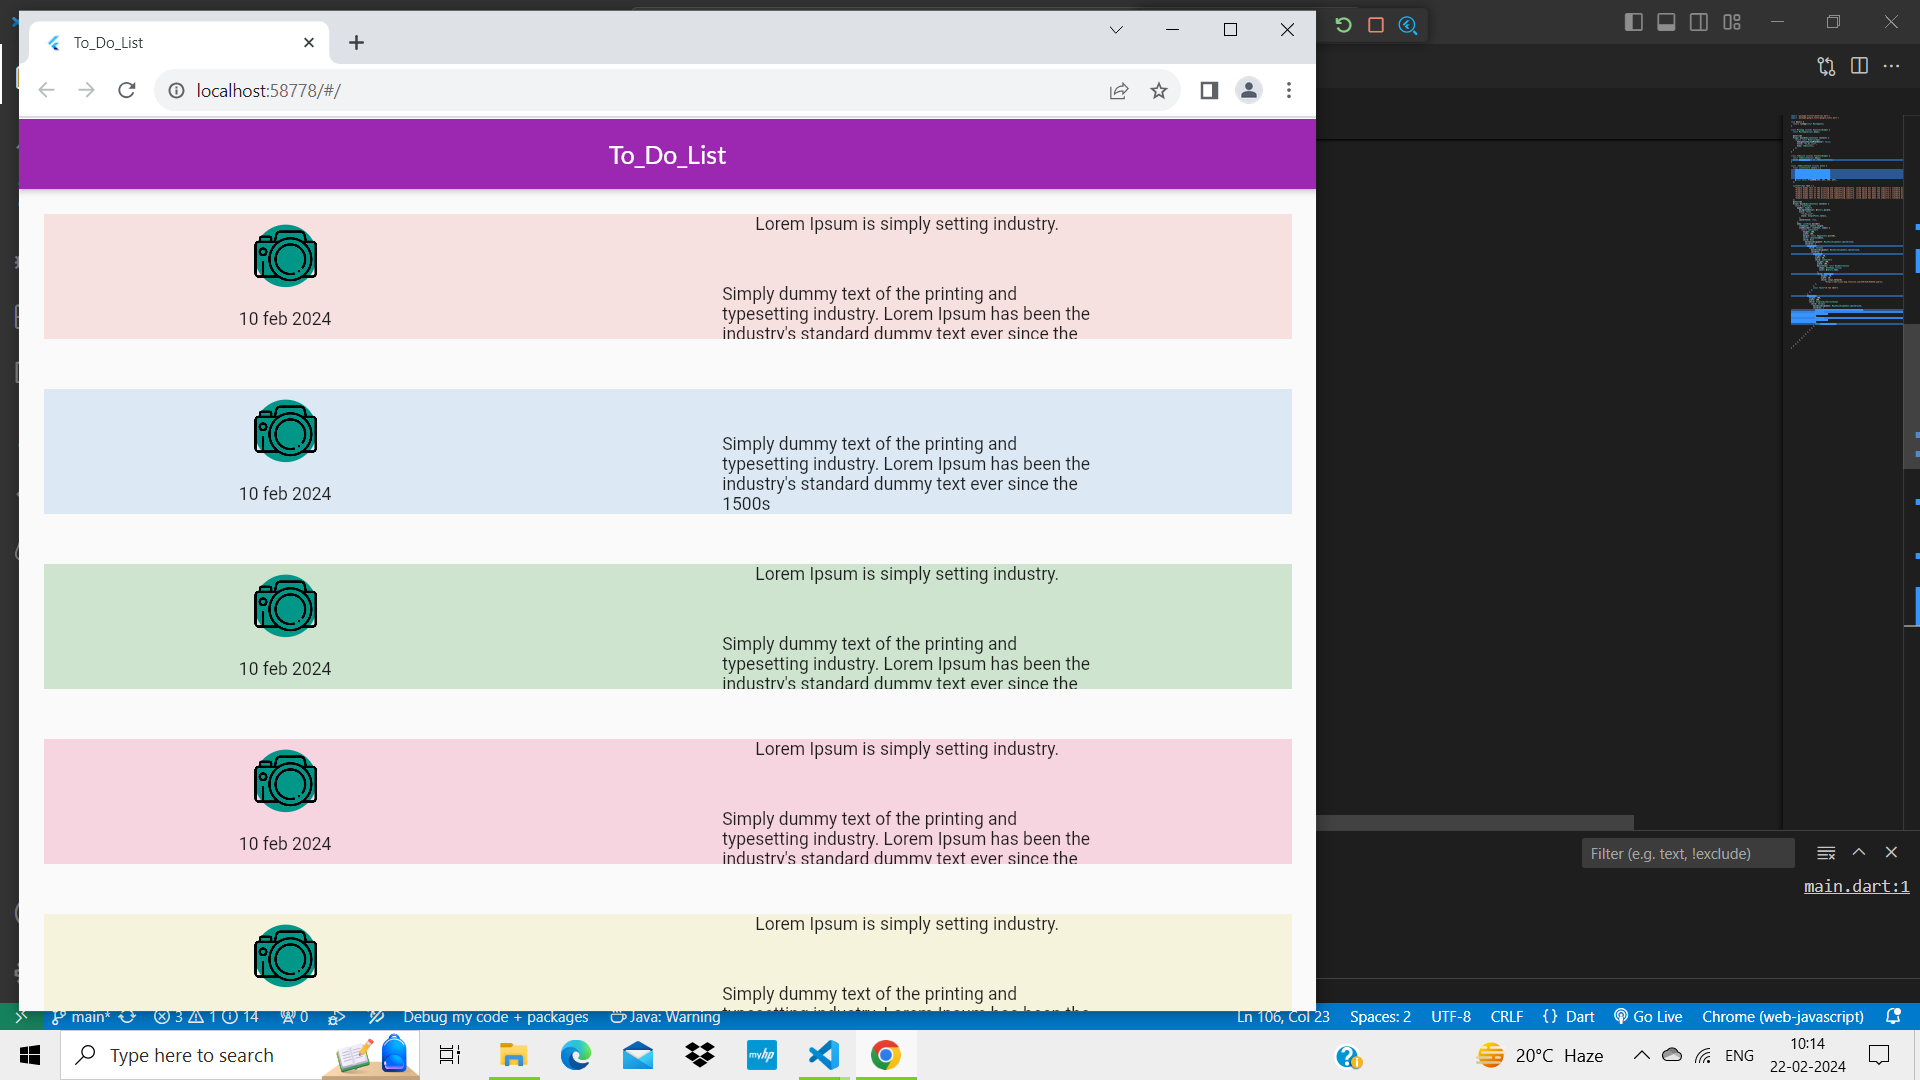 To_Do_List
localhost:58778/#/
To_Do_List
Lorem Ipsum is simply setting industry.
Simply dummy text of the printing and
typesetting industry. Lorem Ipsum has been the
industry's standard dummy text ever since the
10 feb 2024
Simply dummy text of the printing and
typesetting industry. Lorem Ipsum has been the
industry's standard dummy text ever since the
1500s
10 feb 2024
Lorem Ipsum is simply setting industry.
Simply dummy text of the printing and
typesetting industry. Lorem Ipsum has been the
industry's standard dummy text ever since the
10 feb 2024
Lorem Ipsum is simply setting industry.
Simply dummy text of the printing and
typesetting industry. Lorem Ipsum has been the
industry's standard dummy text ever since the
10 feb 2024
Lorem Ipsum is simply setting industry.
Simply dummy text of the printing and
typesetting industry. Lorem Ipsum has been the
Filter (e.g. text, !exclude)
main.dart:1
main* 3 1 14 0 Debug my code + packages Java: Warning Ln 106, Col 23 Spaces: 2 UTF-8 CRLF {} Dart Go Live Chrome (web-javascript)
Type here to search
myhp
20°C Haze
ENG
10:14
22-02-2024